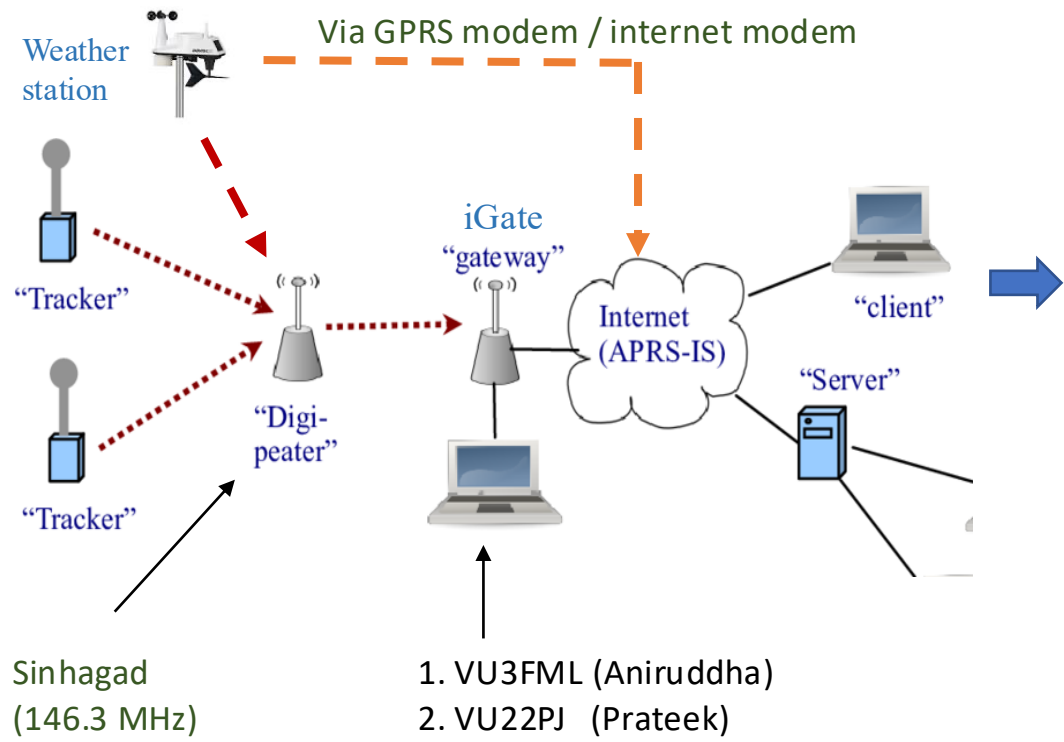 Via GPRS modem / internet modem
Weather
station
iGate
“gateway”
“Tracker”
Internet
(APRS-IS)
“client”
“Server”
“Digi-
peater”
“Tracker”
Sinhagad
(146.3 MHz)
1. VU3FML (Aniruddha)
2. VU22PJ (Prateek)